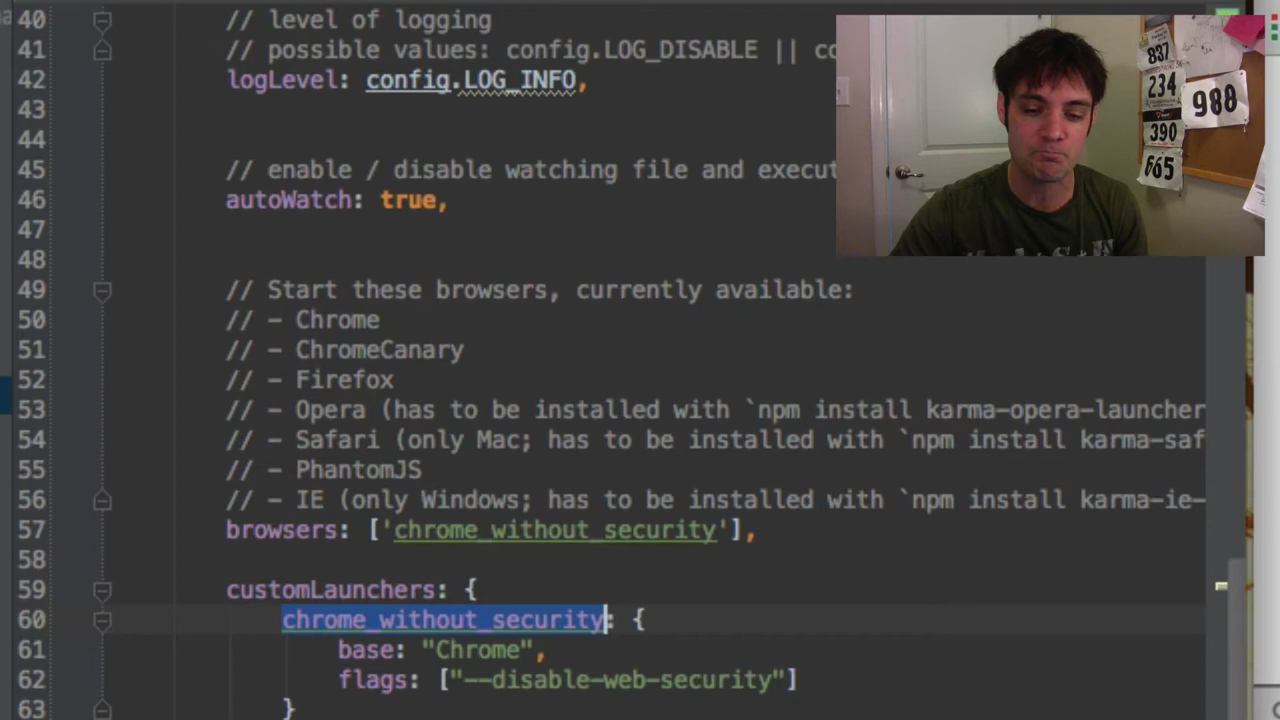 40 // level of logging
41 // possible values: config.LOG_DISABLE || co
42 logLevel: config.LOG_INFO,
43
44
45 // enable / disable watching file and execut
46 autoWatch: true,
47
48
49 // Start these browsers, currently available:
50 // - Chrome
51 // - ChromeCanary
52 // - Firefox
53 // - Opera (has to be installed with `npm install karma-opera-launcher
54 // - Safari (only Mac; has to be installed with `npm install karma-saf
55 // - PhantomJS
56 // - IE (only Windows; has to be installed with `npm install karma-ie-
57 browsers: ['chrome_without_security'],
58
59 customLaunchers: {
60 chrome_without_security: {
61 base: "Chrome",
62 flags: ["--disable-web-security"]
63 }
837
234
988
390
665